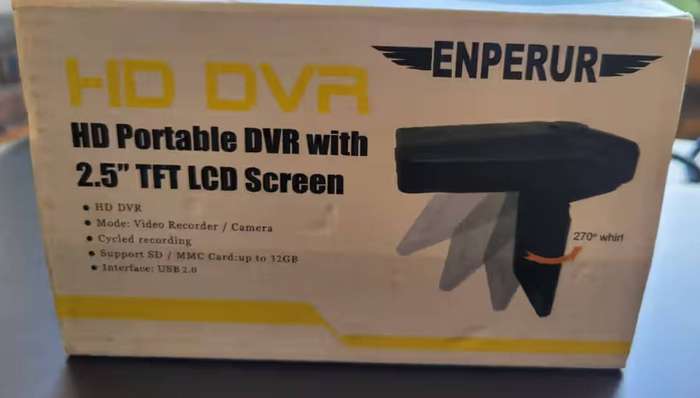 HD DVR
ENPERUR
HD Portable DVR with
2.5" TFT LCD Screen
• HD DVR
• Mode: Video Recorder / Camera
• Cycled recording
• Support SD / MMC Card:up to 32GB
• Interface: USB 2.0
270° whirl